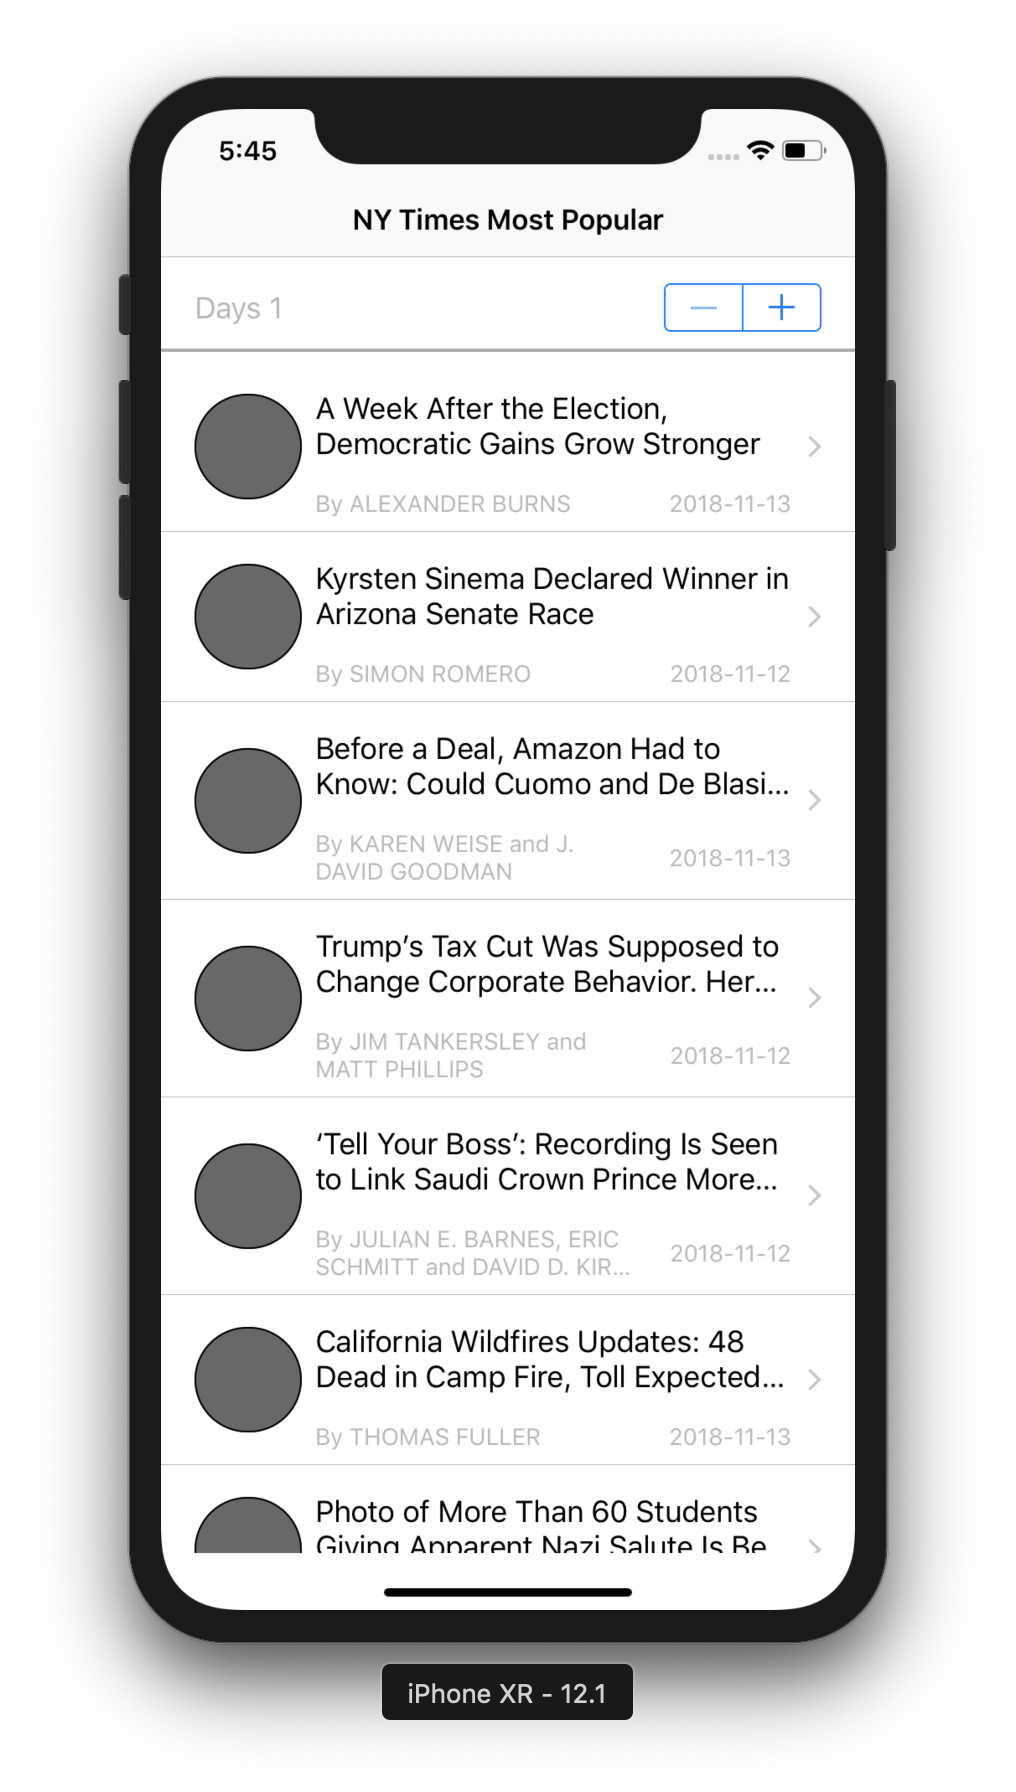 5:45
NY Times Most Popular
Days 1
A Week After the Election,
Democratic Gains Grow Stronger
By ALEXANDER BURNS 2018-11-13
Kyrsten Sinema Declared Winner in
Arizona Senate Race
By SIMON ROMERO 2018-11-12
Before a Deal, Amazon Had to
Know: Could Cuomo and De Blasi...
By KAREN WEISE and J.
DAVID GOODMAN
2018-11-13
Trump’s Tax Cut Was Supposed to
Change Corporate Behavior. Her...
By JIM TANKERSLEY and
MATT PHILLIPS
2018-11-12
‘Tell Your Boss’: Recording Is Seen
to Link Saudi Crown Prince More...
By JULIAN E. BARNES, ERIC
SCHMITT and DAVID D. KIR...
2018-11-12
California Wildfires Updates: 48
Dead in Camp Fire, Toll Expected...
By THOMAS FULLER 2018-11-13
Photo of More Than 60 Students
Giving Apparent Nazi Salute Is Be
iPhone XR - 12.1